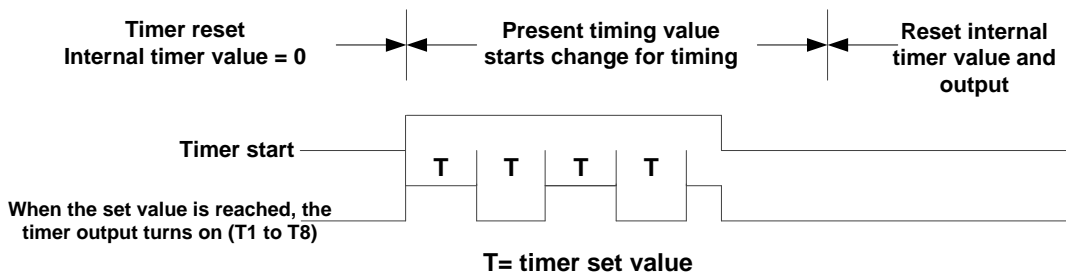 Timer reset
Internal timer value = 0
Present timing value
starts change for timing
Reset internal
timer value and
output
Timer start
T T T T
When the set value is reached, the
timer output turns on (T1 to T8)
T= timer set value